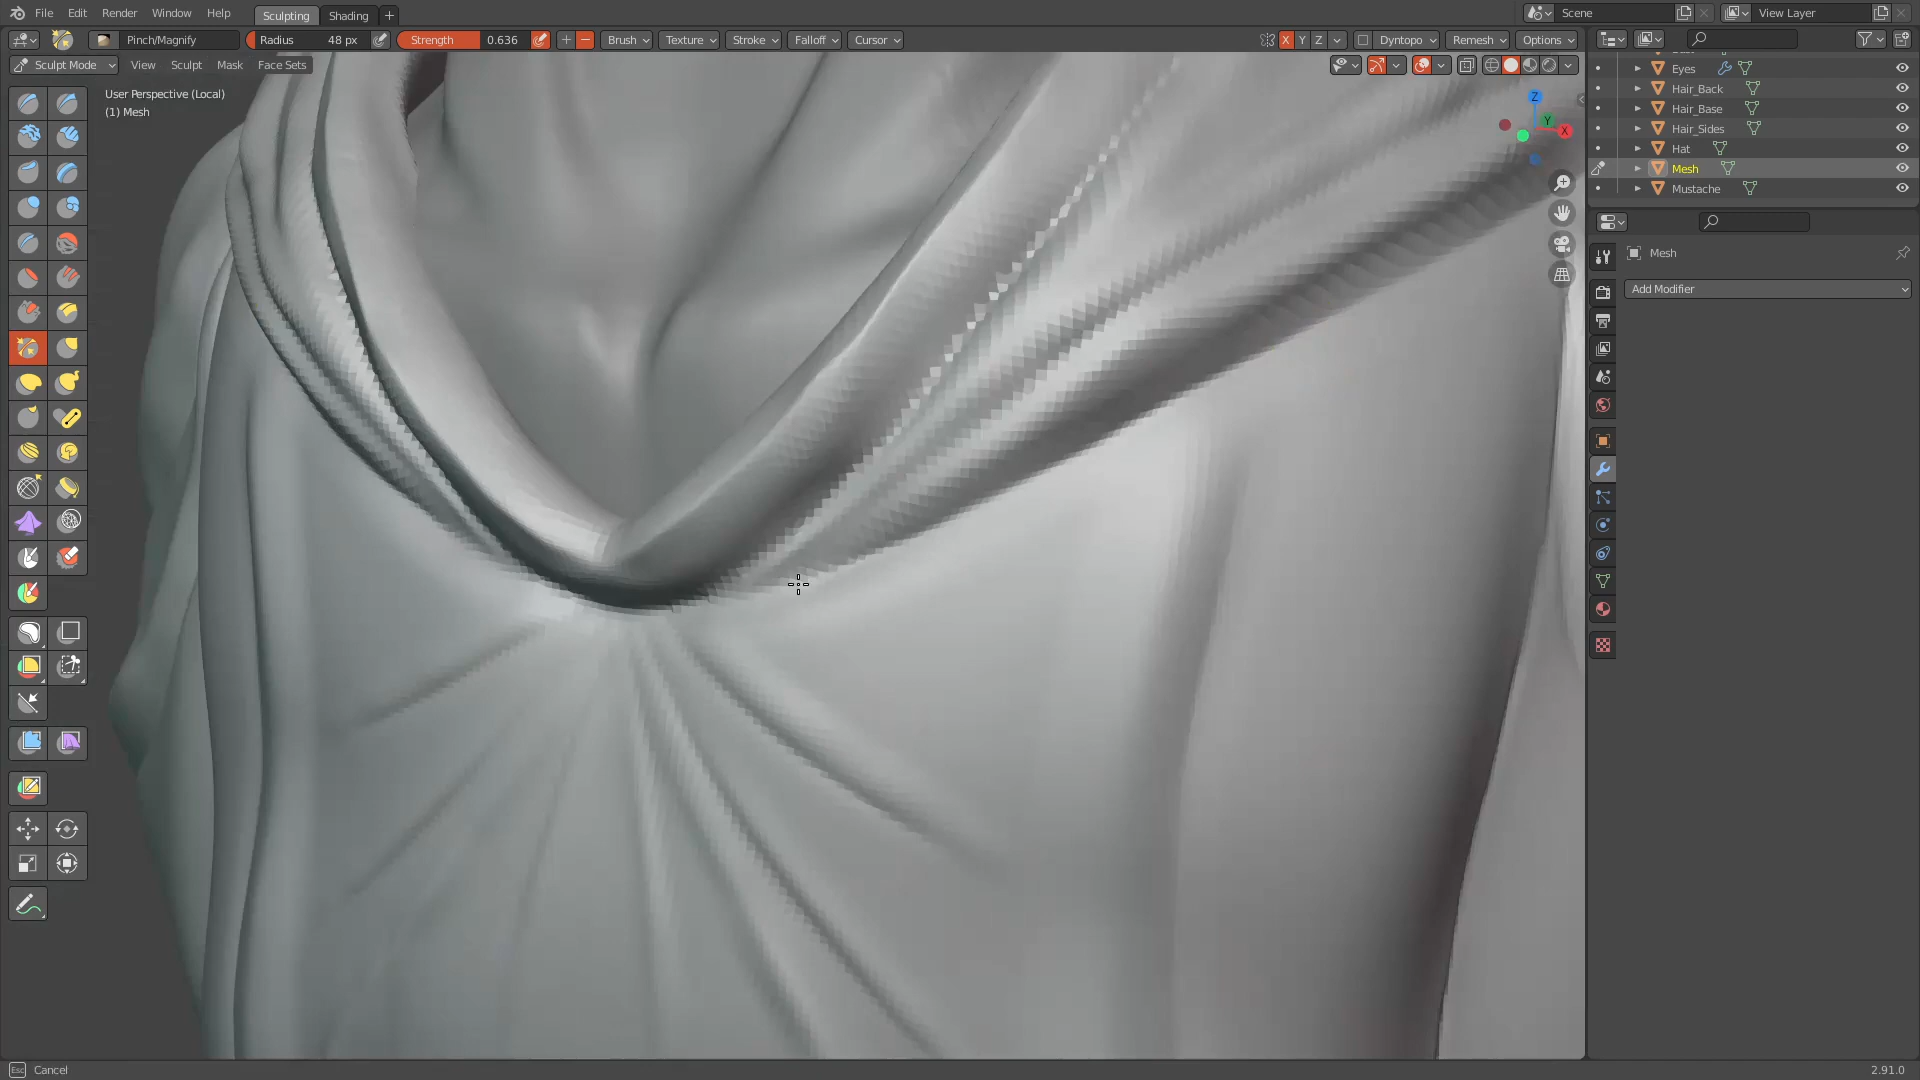 File Edit Render Window Help Sculpting Shading + Scene View Layer
Pinch/Magnify Radius 48 px Strength 0.636 Brush Texture Stroke Falloff Cursor X Y Z Dyntopo Remesh Options
Sculpt Mode View Sculpt Mask Face Sets
User Perspective (Local)
(1) Mesh
Z
Y
X
Eyes
Hair_Back
Hair_Base
Hair_Sides
Hat
Mesh
Mustache
Mesh
Add Modifier
Esc Cancel 2.91.0